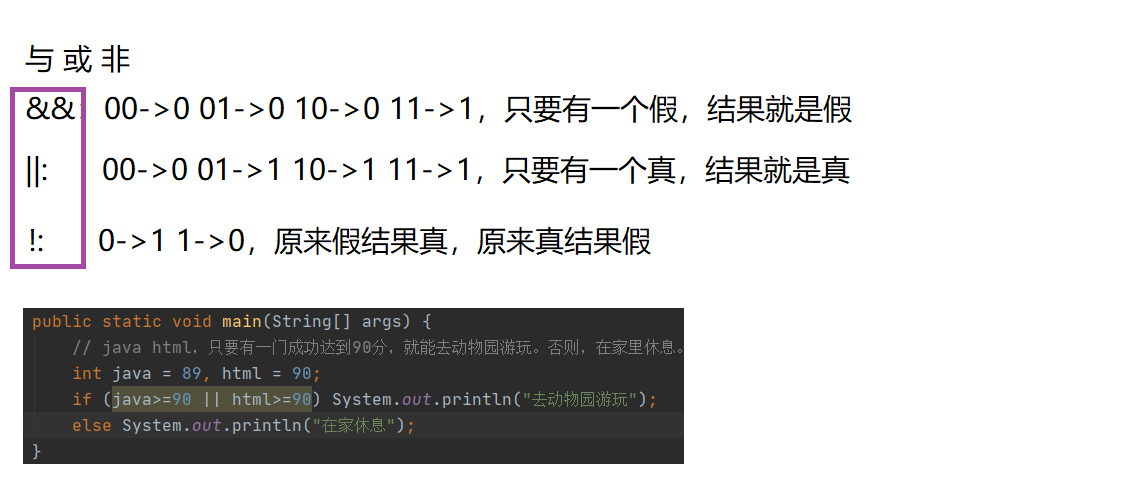 与 或 非
&&: 00->0 01->0 10->0 11->1，只要有一个假，结果就是假
||: 00->0 01->1 10->1 11->1，只要有一个真，结果就是真
!: 0->1 1->0，原来假结果真，原来真结果假
public static void main(String[] args) {
// java html，只要有一门成功达到90分，就能去动物园游玩。否则，在家里休息。
int java = 89, html = 90;
if (java>=90 || html>=90) System.out.println("去动物园游玩");
else System.out.println("在家休息");
}